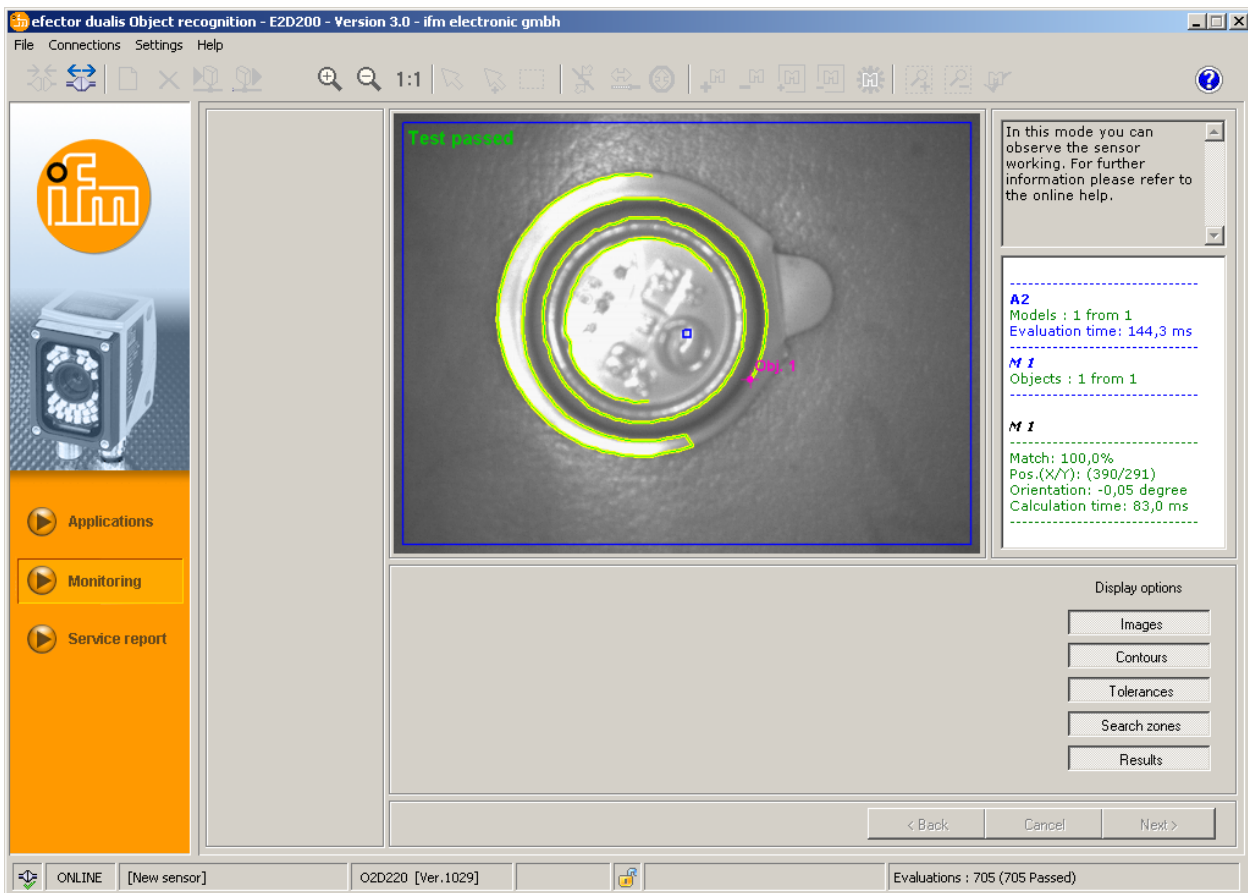 efector dualis Object recognition - E2D200 - Version 3.0 - ifm electronic gmbh
File Connections Settings Help
1:1
ifm
Applications
Monitoring
Service report
Test passed
Obj. 1
In this mode you can
observe the sensor
working. For further
information please refer to
the online help.
A2
Models : 1 from 1
Evaluation time: 144,3 ms
M 1
Objects : 1 from 1
M 1
Match: 100,0%
Pos.(X/Y): (390/291)
Orientation: -0,05 degree
Calculation time: 83,0 ms
Display options
Images
Contours
Tolerances
Search zones
Results
< Back Cancel Next >
ONLINE [New sensor] O2D220 [Ver.1029] Evaluations : 705 (705 Passed)